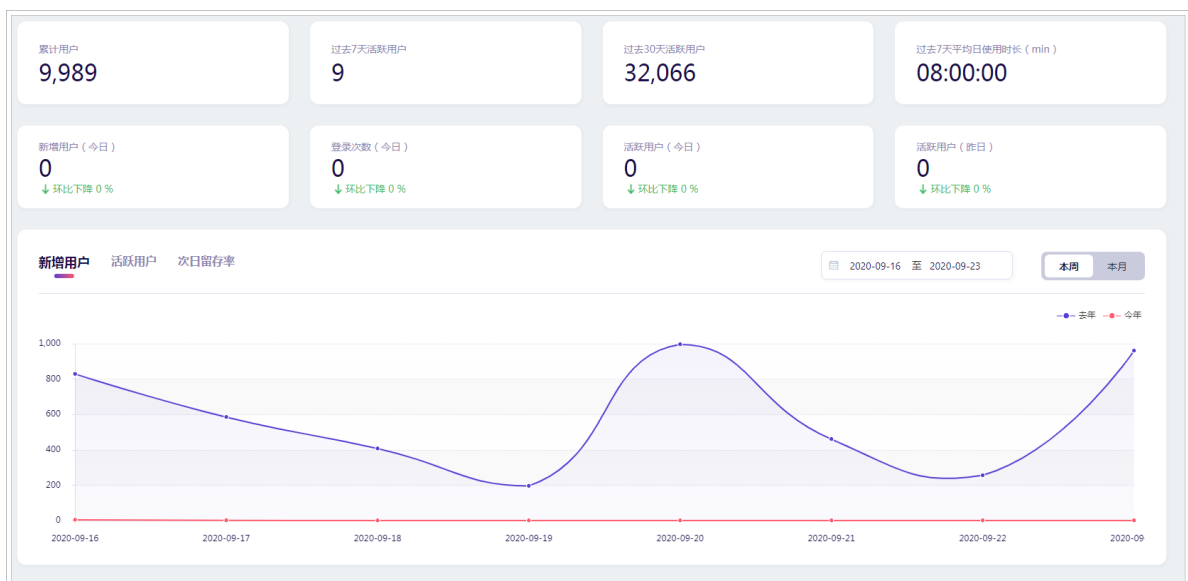 累计用户
9,989
过去7天活跃用户
9
过去30天活跃用户
32,066
过去7天平均日使用时长（min）
08:00:00
新增用户（今日）
0
环比下降 0 %
登录次数（今日）
0
环比下降 0 %
活跃用户（今日）
0
环比下降 0 %
活跃用户（昨日）
0
环比下降 0 %
新增用户 活跃用户 次日留存率
2020-09-16 至 2020-09-23
本周 本月
去年 今年
1,000
800
600
400
200
0
2020-09-16 2020-09-17 2020-09-18 2020-09-19 2020-09-20 2020-09-21 2020-09-22 2020-09